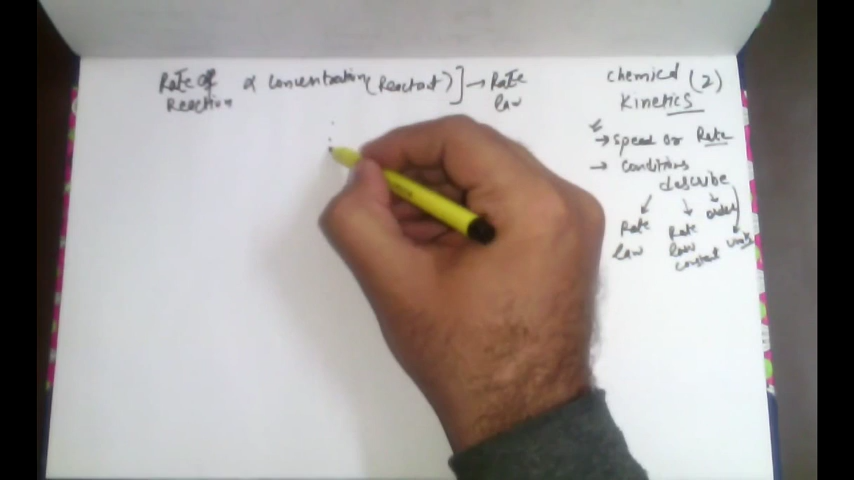 Rate of ∝ Concentration (Reactant) ] → Rate
Reaction law
chemical (2)
Kinetics
→ Speed or Rate
→ Conditions
describe
Rate Rate order
law law units
constant